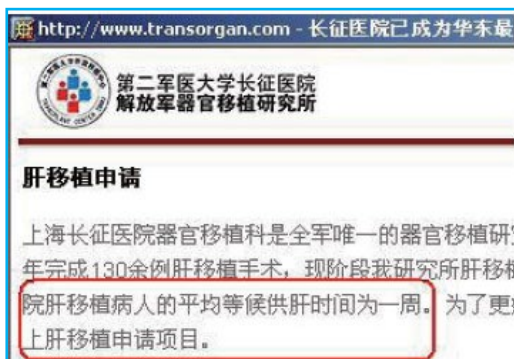 http://www.transorgan.com - 长征医院已成为华东最
第二军医大学长征医院
解放军器官移植研究所
肝移植申请
上海长征医院器官移植科是全军唯一的器官移植研
年完成130余例肝移植手术，现阶段我研究所肝移
院肝移植病人的平均等候供肝时间为一周。为了更
上肝移植申请项目。